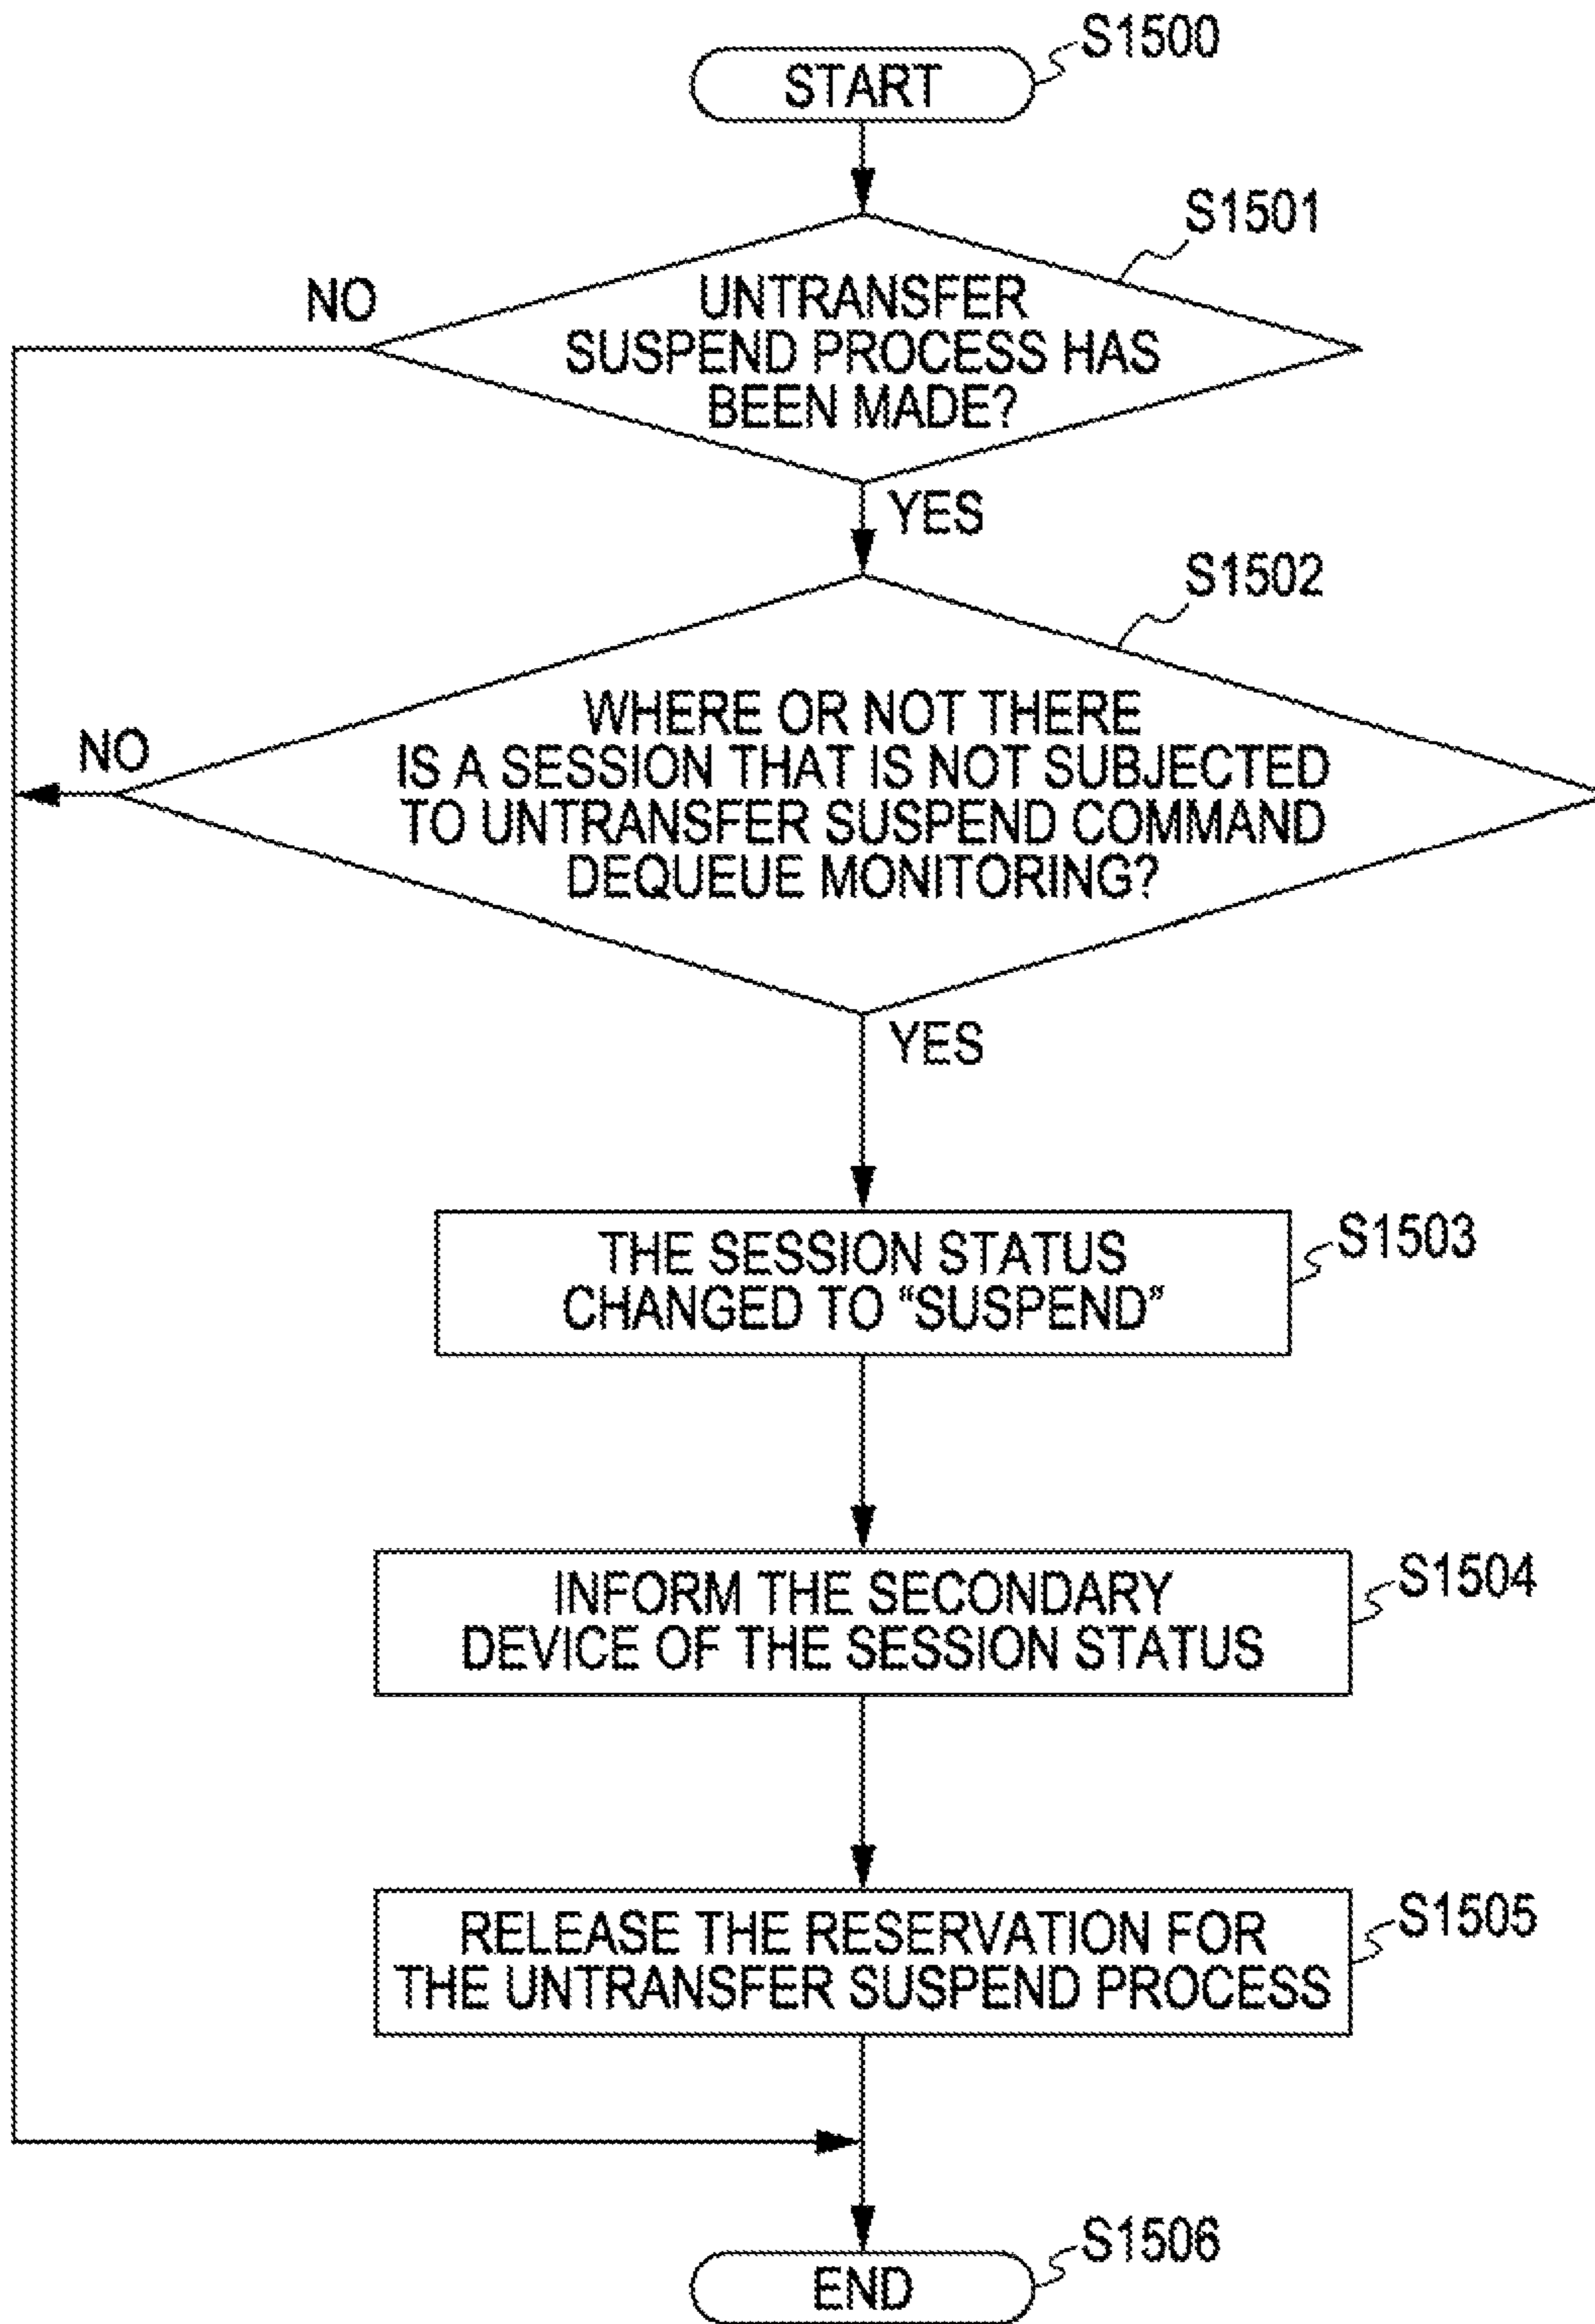 S1500
START
S1501
NO
UNTRANSFER
SUSPEND PROCESS HAS
BEEN MADE?
YES
S1502
WHERE OR NOT THERE
NO
IS A SESSION THAT IS NOT SUBJECTED
TO UNTRANSFER SUSPEND COMMAND
DEQUEUE MONITORING?
YES
S1503
THE SESSION STATUS
CHANGED TO “SUSPEND”
S1504
INFORM THE SECONDARY
DEVICE OF THE SESSION STATUS
S1505
RELEASE THE RESERVATION FOR
THE UNTRANSFER SUSPEND PROCESS
S1506
END